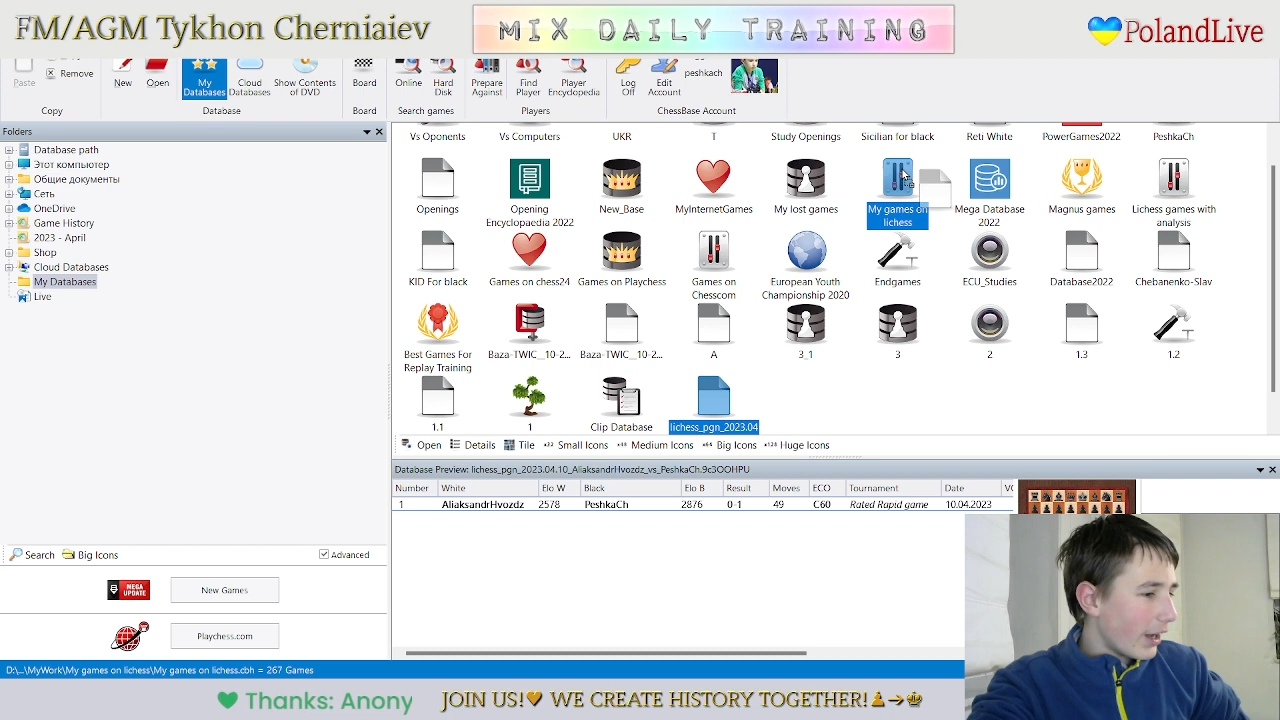 FM/AGM Tykhon Cherniaiev
MIX DAILY TRAINING
PolandLive
Paste
Remove
New
Open
My Databases
Cloud Databases
Show Contents of DVD
Board
Online
Hard Disk
Prepare Against
Find Player
Player Encyclopedia
Log Off
Edit Account
peshkach
Copy
Database
Board
Search games
Players
ChessBase Account
Folders
Database path
Этот компьютер
Общие документы
Сеть
OneDrive
Game History
2023 - April
Shop
Cloud Databases
My Databases
Live
Vs Oponents
Vs Computers
UKR
T
Study Openings
Sicilian for black
Reti White
PowerGames2022
PeshkaCh
Openings
Opening Encyclopaedia 2022
New_Base
MyInternetGames
My lost games
My games on lichess
Mega Database 2022
Magnus games
Lichess games with analysis
KID For black
Games on chess24
Games on Playchess
Games on Chesscom
European Youth Championship 2020
Endgames
ECU_Studies
Database2022
Chebanenko-Slav
Best Games For Replay Training
Baza-TWIC__10-2...
Baza-TWIC__10-2...
A
3_1
3
2
1.3
1.2
1.1
1
Clip Database
lichess_pgn_2023.04
Open
Details
Tile
Small Icons
Medium Icons
Big Icons
Huge Icons
Database Preview: lichess_pgn_2023.04.10_AliaksandrHvozdz_vs_PeshkaCh.9c3OOHPU
Number White Elo W Black Elo B Result Moves ECO Tournament Date
1 AliaksandrHvozdz 2578 PeshkaCh 2876 0-1 49 C60 Rated Rapid game 10.04.2023
Search
Big Icons
Advanced
MEGA UPDATE
New Games
Playchess.com
D:\...\MyWork\My games on lichess\My games on lichess.cbh = 267 Games
Thanks: Anony
JOIN US!♥ WE CREATE HISTORY TOGETHER!♟→♚